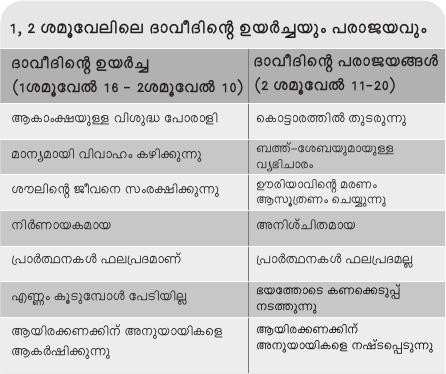 1, 2 ശമൂവേലിലെ ദാവീദിന്റെ ഉയർച്ചയും പരാജയവും
ദാവീദിന്റെ ഉയർച്ച
(1ശമൂവേൽ 16 - 2ശമൂവേൽ 10)
ദാവീദിന്റെ പരാജയങ്ങൾ
(2 ശമൂവേൽ 11-20)
ആകാംക്ഷയുള്ള വിശുദ്ധ പോരാളി
കൊട്ടാരത്തിൽ തുടരുന്നു
മാന്യമായി വിവാഹം കഴിക്കുന്നു
ബത്ത്-ശേബയുമായുള്ള
വ്യഭിചാരം
ശൗലിന്റെ ജീവനെ സംരക്ഷിക്കുന്നു
ഊരിയാവിന്റെ മരണം
ആസൂത്രണം ചെയ്യുന്നു
നിർണായകമായ
അനിശ്ചിതമായ
പ്രാർത്ഥനകൾ ഫലപ്രദമാണ്
പ്രാർത്ഥനകൾ ഫലപ്രദമല്ല
എണ്ണം കൂടുമ്പോൾ പേടിയില്ല
ഭയത്തോടെ കണക്കെടുപ്പ്
നടത്തുന്നു
ആയിരക്കണക്കിന് അനുയായികളെ
ആകർഷിക്കുന്നു
ആയിരക്കണക്കിന്
അനുയായികളെ നഷ്ടപ്പെടുന്നു